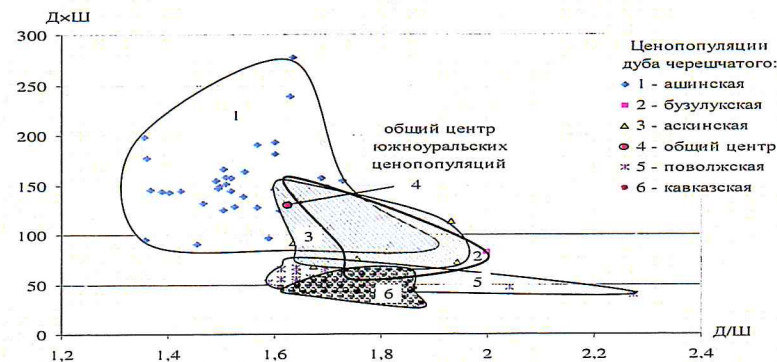 Д×Ш
300
250
200
150
100
50
0
1,2
1,4
1,6
1,8
2
2,2
2,4
Д/Ш
1
общий центр
южноуральских
ценопопуляций
4
3
2
5
6
Ценопопуляции
дуба черешчатого:
1 - ашинская
2 - бузулукская
3 - аскинская
4 - общий центр
5 - поволжская
6 - кавказская